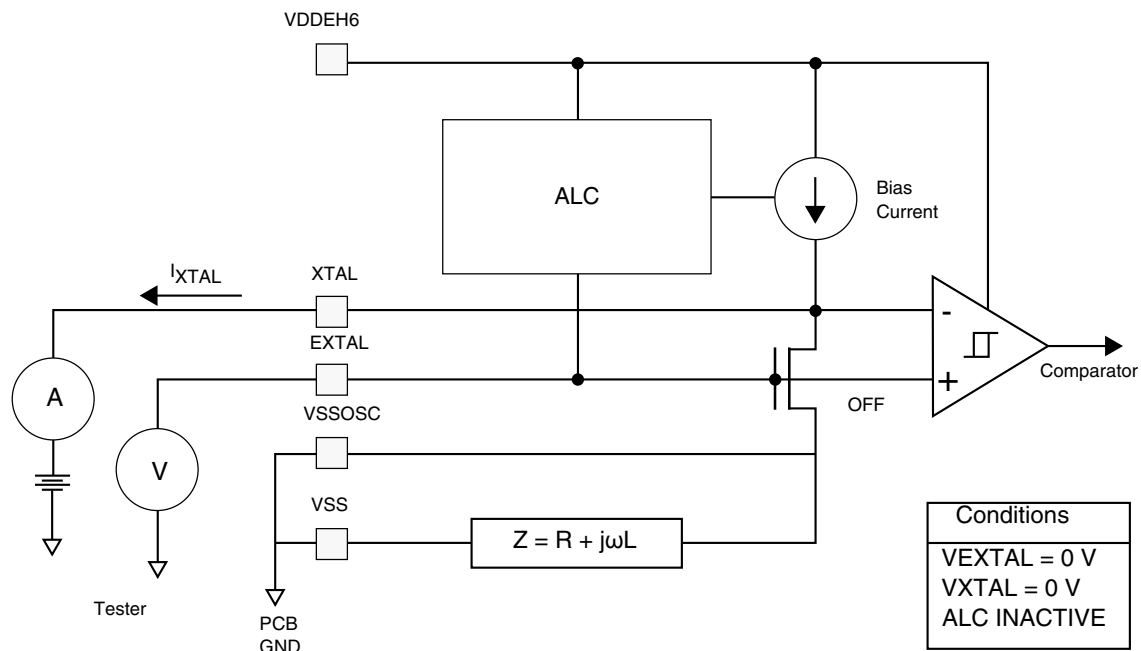 VDDEH6
ALC
Bias
Current
IXTAL
XTAL
-
EXTAL
A
Comparator
+
VSSOSC
OFF
V
VSS
Z = R + jωL
Conditions
VEXTAL = 0 V
VXTAL = 0 V
ALC INACTIVE
Tester
PCB
GND